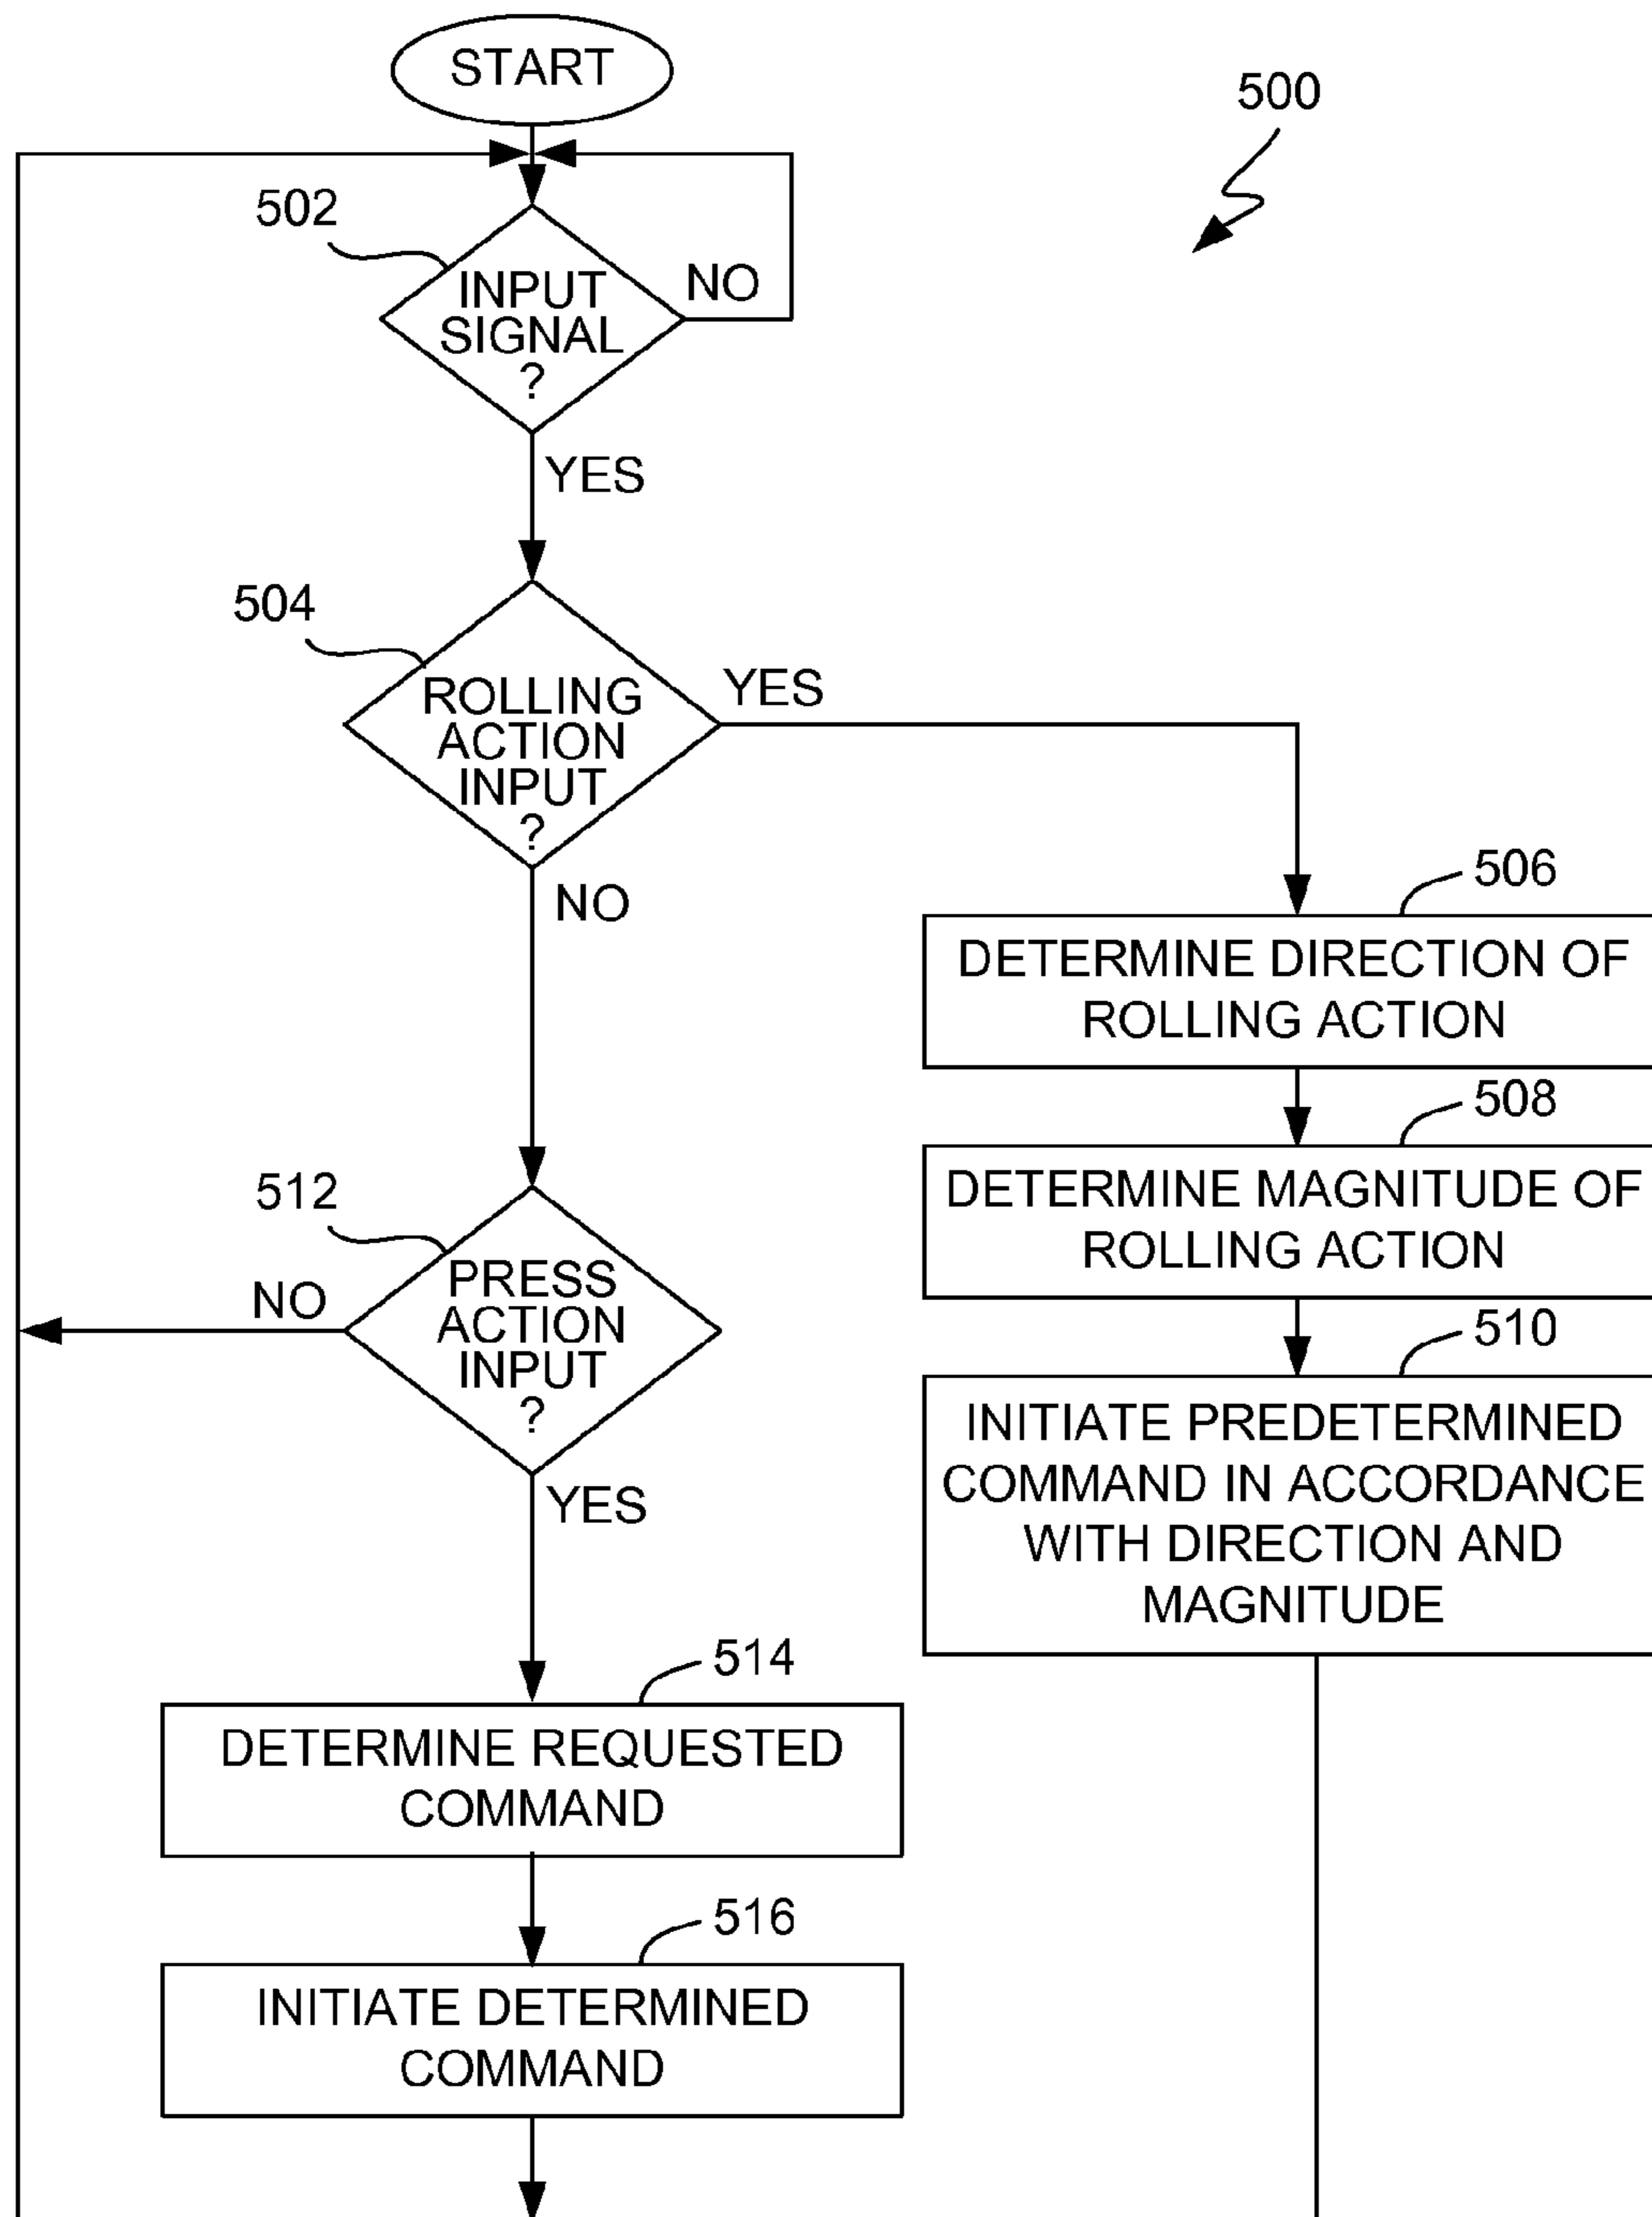 START
500
502
INPUT
SIGNAL
?
NO
YES
504
ROLLING
ACTION
INPUT
?
YES
NO
506
DETERMINE DIRECTION OF
ROLLING ACTION
508
DETERMINE MAGNITUDE OF
ROLLING ACTION
510
INITIATE PREDETERMINED
COMMAND IN ACCORDANCE
WITH DIRECTION AND
MAGNITUDE
512
PRESS
ACTION
INPUT
?
NO
YES
514
DETERMINE REQUESTED
COMMAND
516
INITIATE DETERMINED
COMMAND